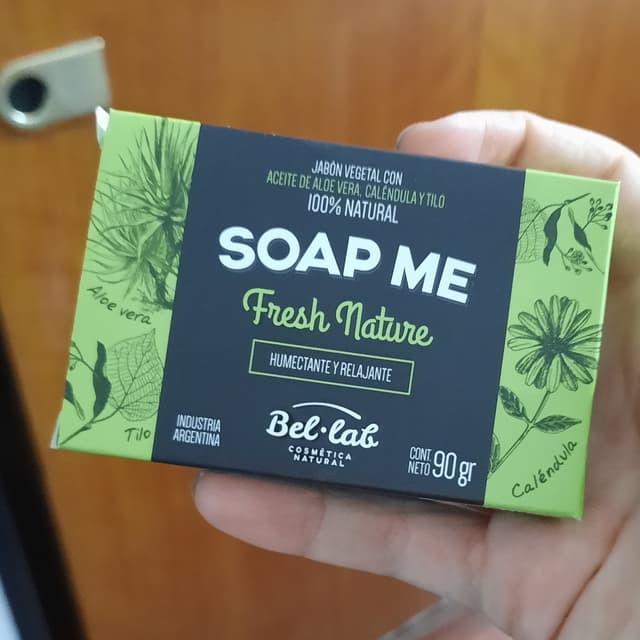 JABÓN VEGETAL CON
ACEITE DE ALOE VERA, CALÉNDULA Y TILO
100% NATURAL
SOAP ME
Fresh Nature
HUMECTANTE Y RELAJANTE
Aloe vera
Tilo
INDUSTRIA
ARGENTINA
Bel·lab
COSMÉTICA
NATURAL
CONT.
NETO 90 gr
Caléndula